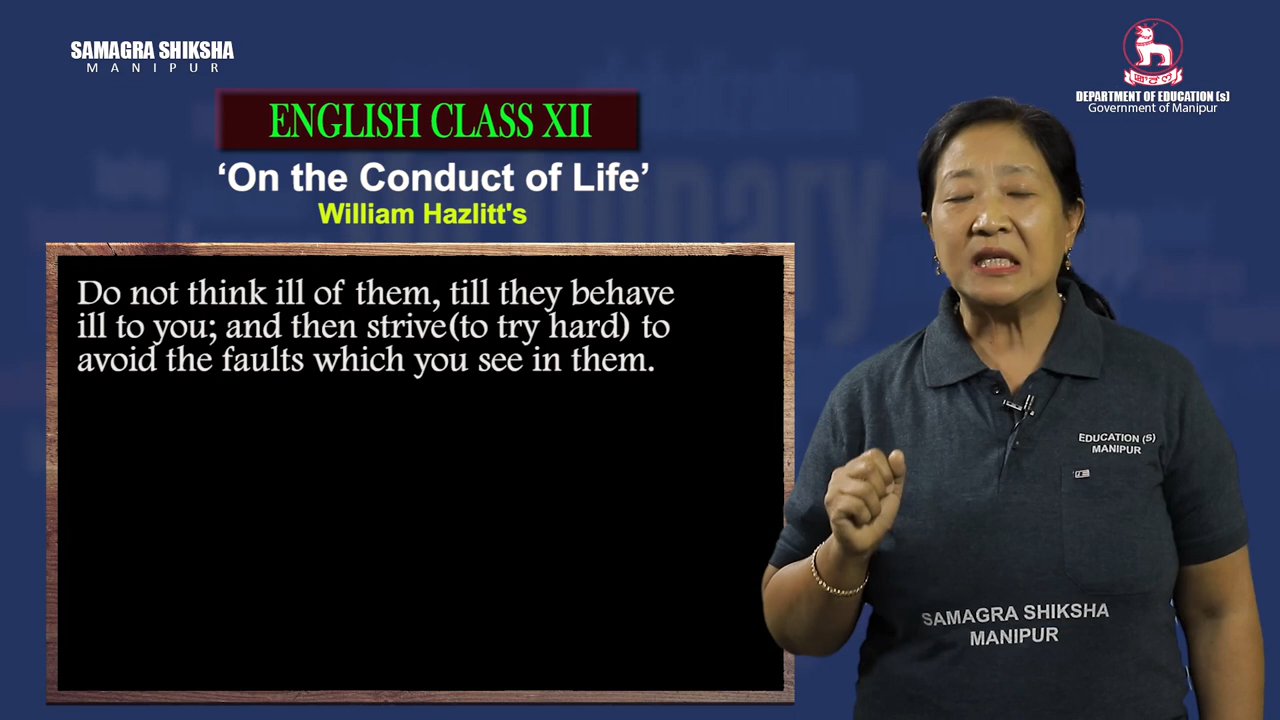 SAMAGRA SHIKSHA
MANIPUR
DEPARTMENT OF EDUCATION (s)
Government of Manipur
ENGLISH CLASS XII
‘On the Conduct of Life’
William Hazlitt's
Do not think ill of them, till they behave
ill to you; and then strive(to try hard) to
avoid the faults which you see in them.
EDUCATION (S)
MANIPUR
SAMAGRA SHIKSHA
MANIPUR